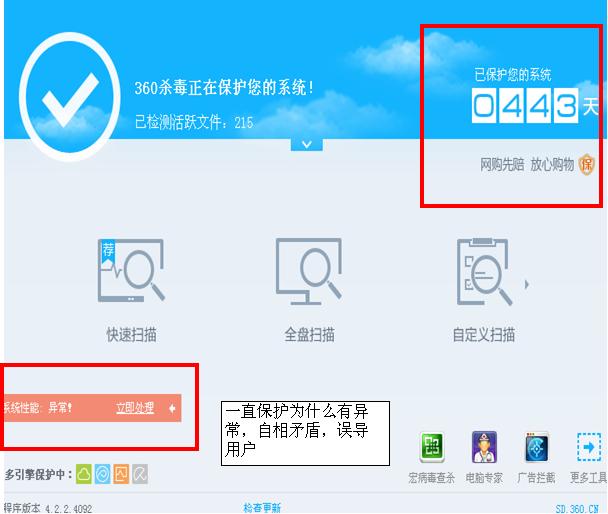 360杀毒正在保护您的系统!
已检测活跃文件: 215
已保护您的系统
0443 天
网购先赔 放心购物 保
荐
快速扫描
全盘扫描
自定义扫描
系统性能: 异常!
立即处理
一直保护为什么有异
常，自相矛盾，误导
用户
多引擎保护中:
宏病毒查杀
电脑专家
广告拦截
更多工具
程序版本 4.2.2.4092
检查更新
SD.360.CN